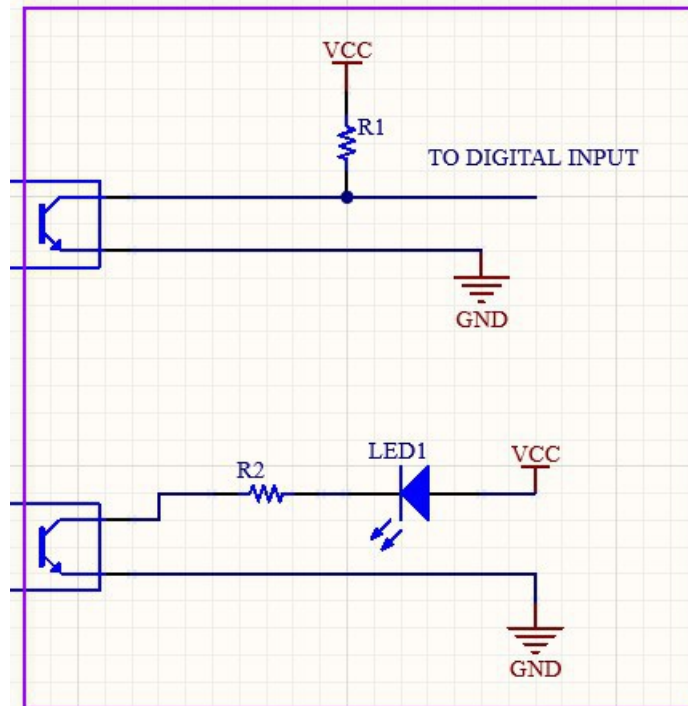 VCC
R1
TO DIGITAL INPUT
GND
LED1
VCC
R2
GND